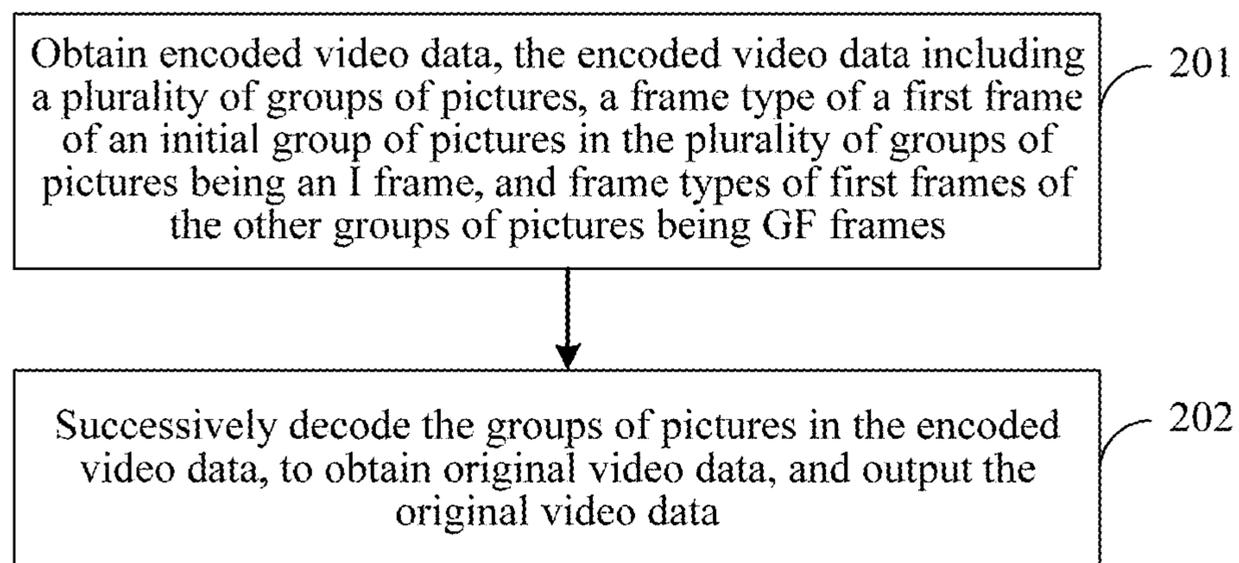 Obtain encoded video data, the encoded video data including
a plurality of groups of pictures, a frame type of a first frame
of an initial group of pictures in the plurality of groups of
pictures being an I frame, and frame types of first frames of
the other groups of pictures being GF frames
201
Successively decode the groups of pictures in the encoded
video data, to obtain original video data, and output the
original video data
202